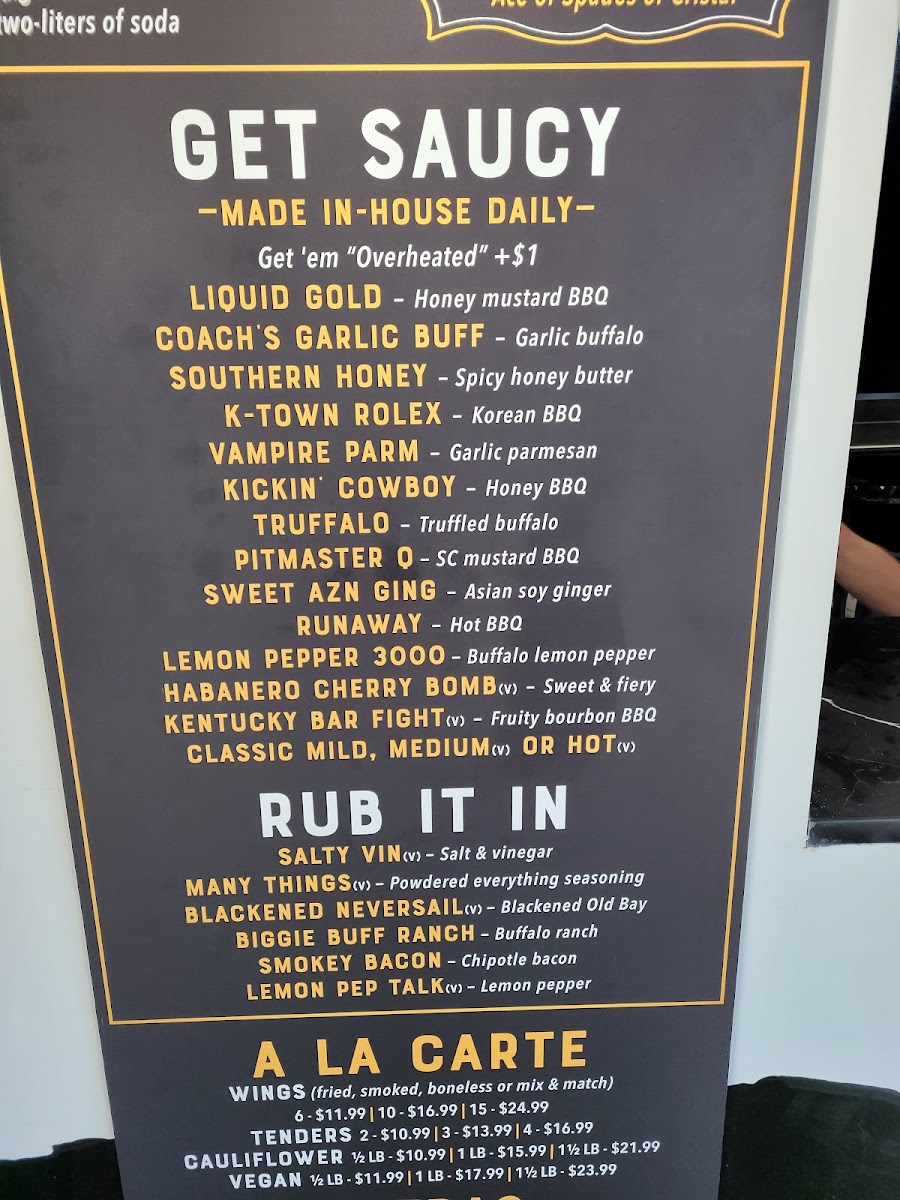 two-liters of soda
GET SAUCY
–MADE IN-HOUSE DAILY–
Get 'em "Overheated" +$1
LIQUID GOLD – Honey mustard BBQ
COACH'S GARLIC BUFF – Garlic buffalo
SOUTHERN HONEY – Spicy honey butter
K-TOWN ROLEX – Korean BBQ
VAMPIRE PARM – Garlic parmesan
KICKIN' COWBOY – Honey BBQ
TRUFFALO – Truffled buffalo
PITMASTER Q – SC mustard BBQ
SWEET AZN GING – Asian soy ginger
RUNAWAY – Hot BBQ
LEMON PEPPER 3000 – Buffalo lemon pepper
HABANERO CHERRY BOMB(V) – Sweet & fiery
KENTUCKY BAR FIGHT(V) – Fruity bourbon BBQ
CLASSIC MILD, MEDIUM(V) OR HOT(V)
RUB IT IN
SALTY VIN(V) – Salt & vinegar
MANY THINGS(V) – Powdered everything seasoning
BLACKENED NEVERSAIL(V) – Blackened Old Bay
BIGGIE BUFF RANCH – Buffalo ranch
SMOKEY BACON – Chipotle bacon
LEMON PEP TALK(V) – Lemon pepper
A LA CARTE
WINGS (fried, smoked, boneless or mix & match)
6 - $11.99 | 10 - $16.99 | 15 - $24.99
TENDERS 2 - $10.99 | 3 - $13.99 | 4 - $16.99
CAULIFLOWER ½ LB - $10.99 | 1 LB - $15.99 | 1½ LB - $21.99
VEGAN ½ LB - $11.99 | 1 LB - $17.99 | 1½ LB - $23.99